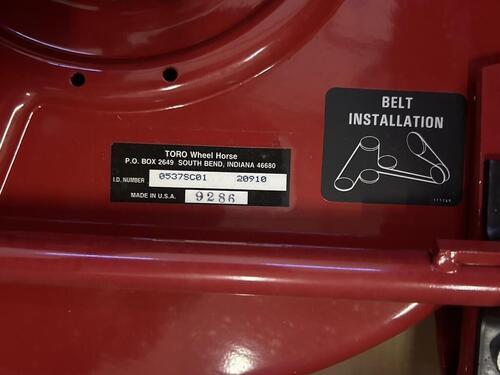 TORO Wheel Horse
P.O. BOX 2649 SOUTH BEND, INDIANA 46680
I.D. NUMBER 0537SC01 20910
MADE IN U.S.A. 9286
BELT
INSTALLATION